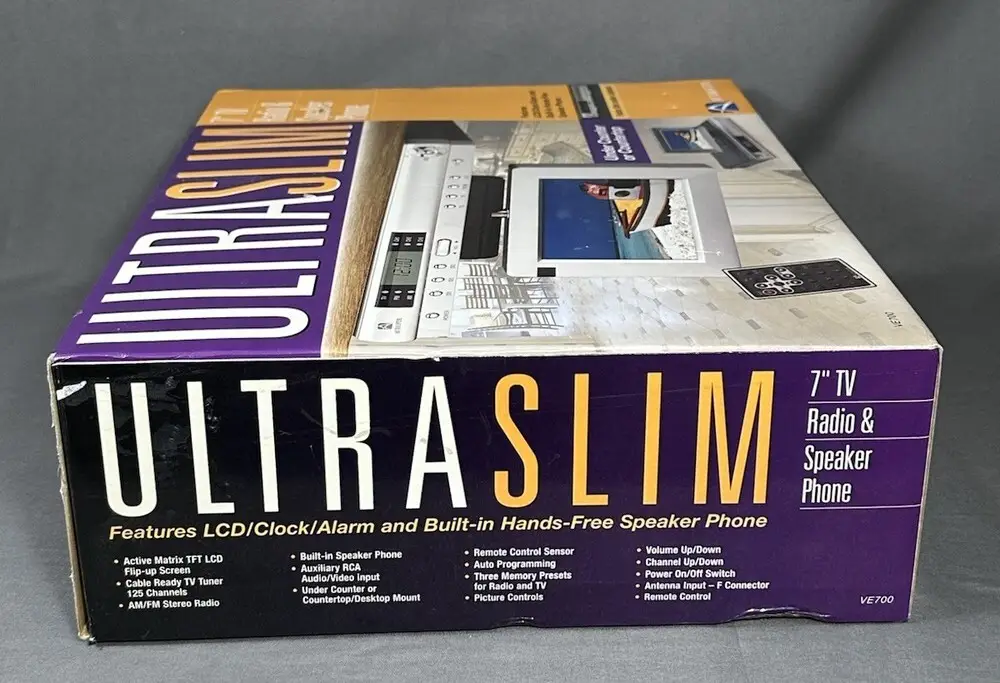 ULTRASLIM
Under Counter
or Countertop
12:00
VE700
ULTRASLIM
7" TV
Radio &
Speaker
Phone
Features LCD/Clock/Alarm and Built-in Hands-Free Speaker Phone
• Active Matrix TFT LCD
Flip-up Screen
• Cable Ready TV Tuner
125 Channels
• AM/FM Stereo Radio
• Built-in Speaker Phone
• Auxiliary RCA
Audio/Video Input
• Under Counter or
Countertop/Desktop Mount
• Remote Control Sensor
• Auto Programming
• Three Memory Presets
for Radio and TV
• Picture Controls
• Volume Up/Down
• Channel Up/Down
• Power On/Off Switch
• Antenna Input – F Connector
• Remote Control
VE700